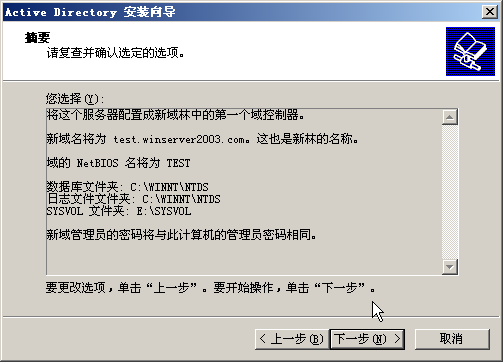 Active Directory 安装向导
摘要
请复查并确认选定的选项。
您选择(Y):
将这个服务器配置成新域林中的第一个域控制器。
新域名将为 test.winserver2003.com。这也是新林的名称。
域的 NetBIOS 名将为 TEST
数据库文件夹: C:\WINNT\NTDS
日志文件文件夹: C:\WINNT\NTDS
SYSVOL 文件夹: E:\SYSVOL
新域管理员的密码将与此计算机的管理员密码相同。
要更改选项，单击“上一步”。要开始操作，单击“下一步”。
< 上一步(B) 下一步(N) > 取消